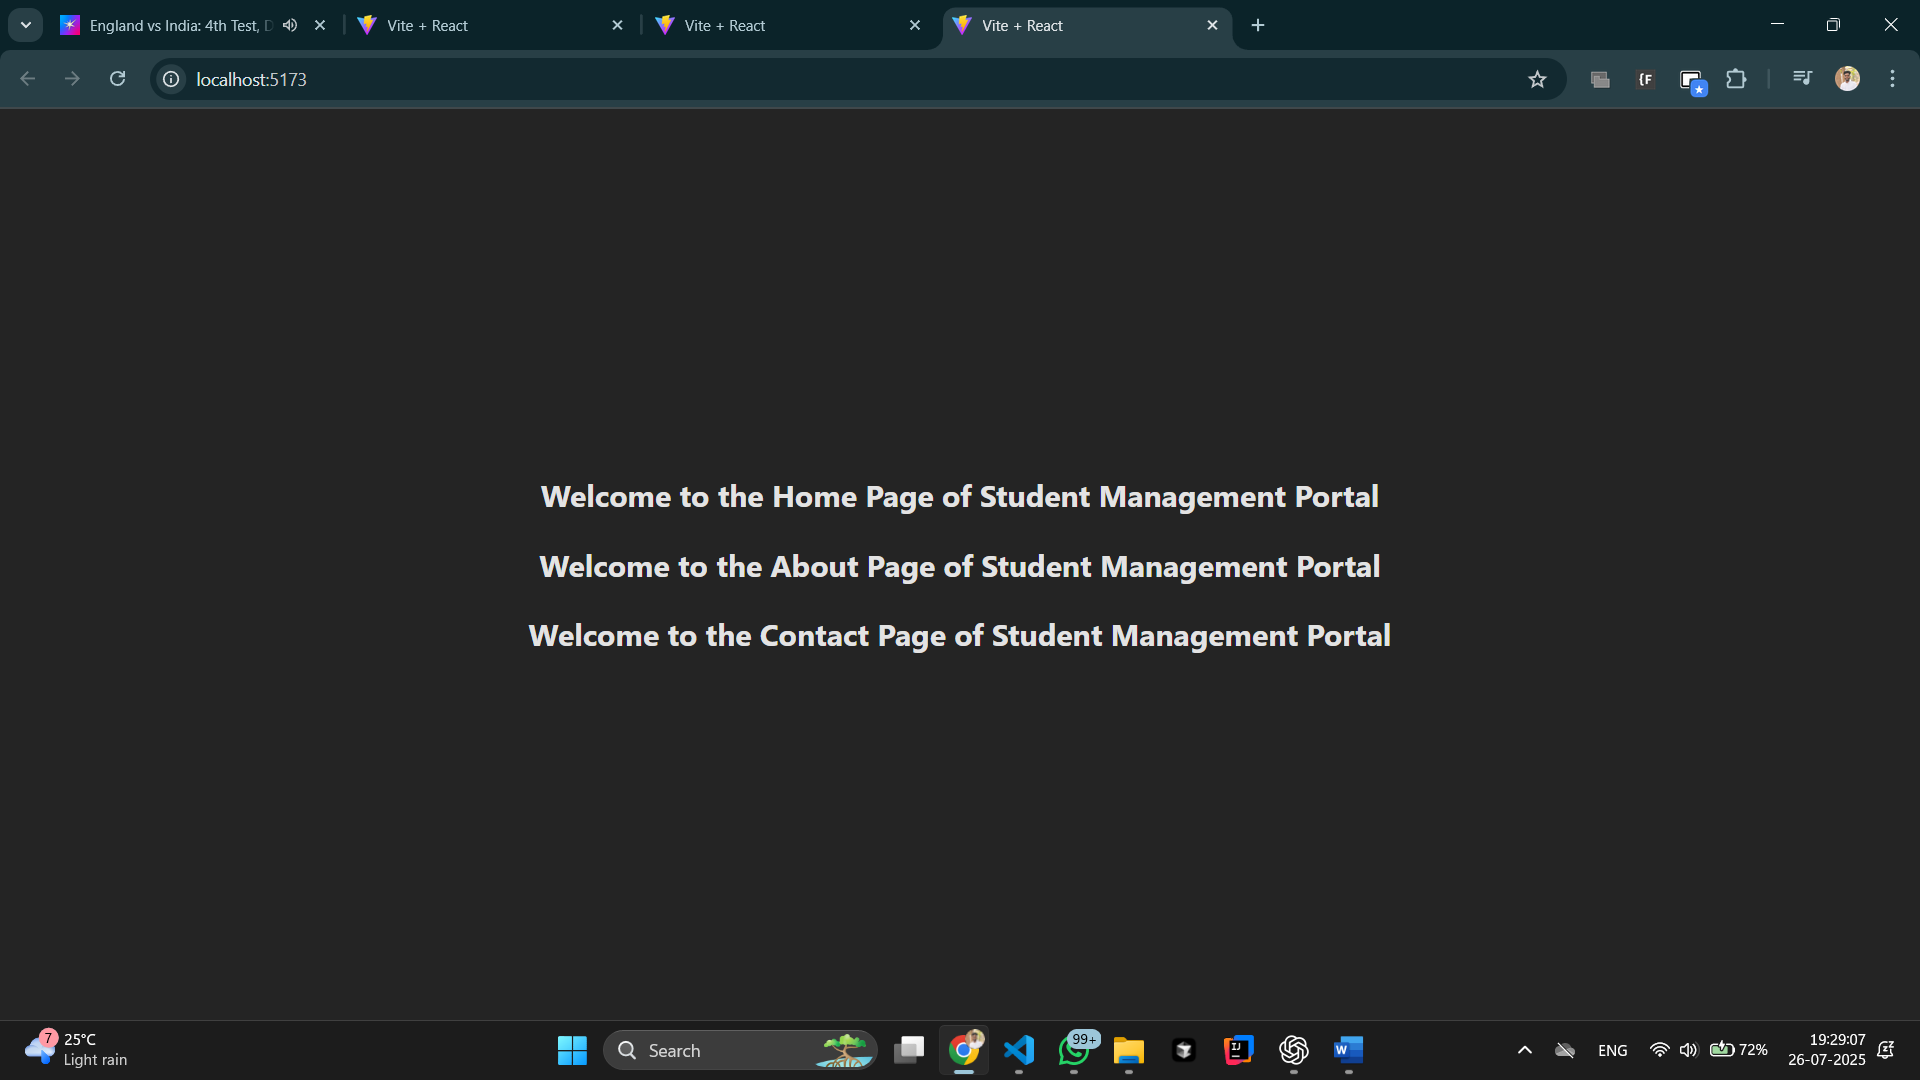 England vs India: 4th Test, D
Vite + React
Vite + React
Vite + React
localhost:5173
{F
Welcome to the Home Page of Student Management Portal
Welcome to the About Page of Student Management Portal
Welcome to the Contact Page of Student Management Portal
7
25°C
Light rain
Search
99+
IJ
W
ENG
72%
19:29:07
26-07-2025